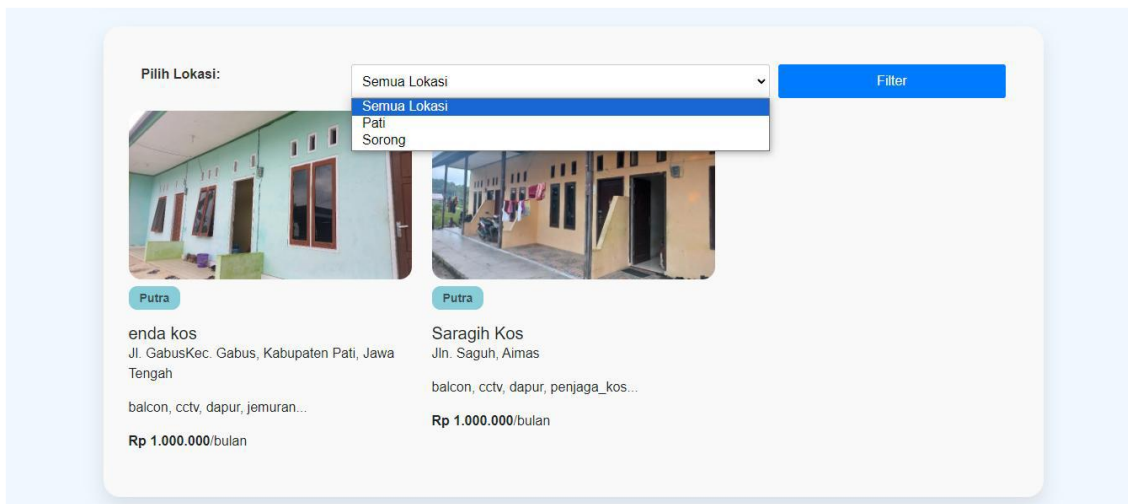 Pilih Lokasi:
Semua Lokasi
Filter
Semua Lokasi
Pati
Sorong
Putra
enda kos
Jl. GabusKec. Gabus, Kabupaten Pati, Jawa
Tengah
balcon, cctv, dapur, jemuran...
Rp 1.000.000/bulan
Putra
Saragih Kos
Jln. Saguh, Aimas
balcon, cctv, dapur, penjaga_kos...
Rp 1.000.000/bulan